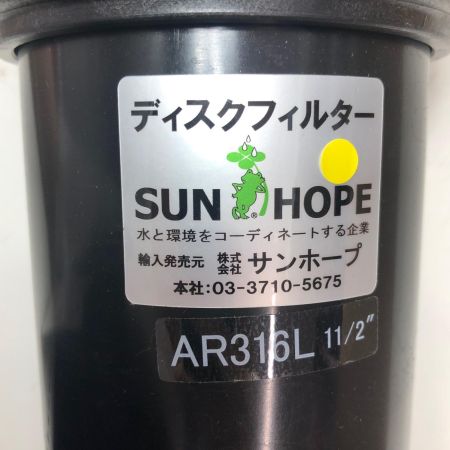 ディスクフィルター
SUN HOPE
®
水と環境をコーディネートする企業
輸入発売元 株式会社 サンホープ
本社:03-3710-5675
AR316L 11/2"